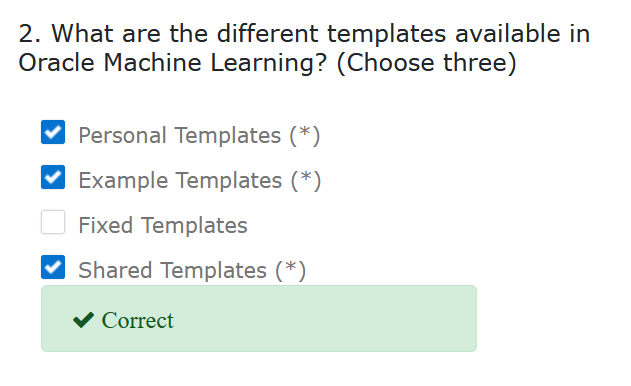 2. What are the different templates available in
Oracle Machine Learning? (Choose three)
Personal Templates (*)
Example Templates (*)
Fixed Templates
Shared Templates (*)
Correct